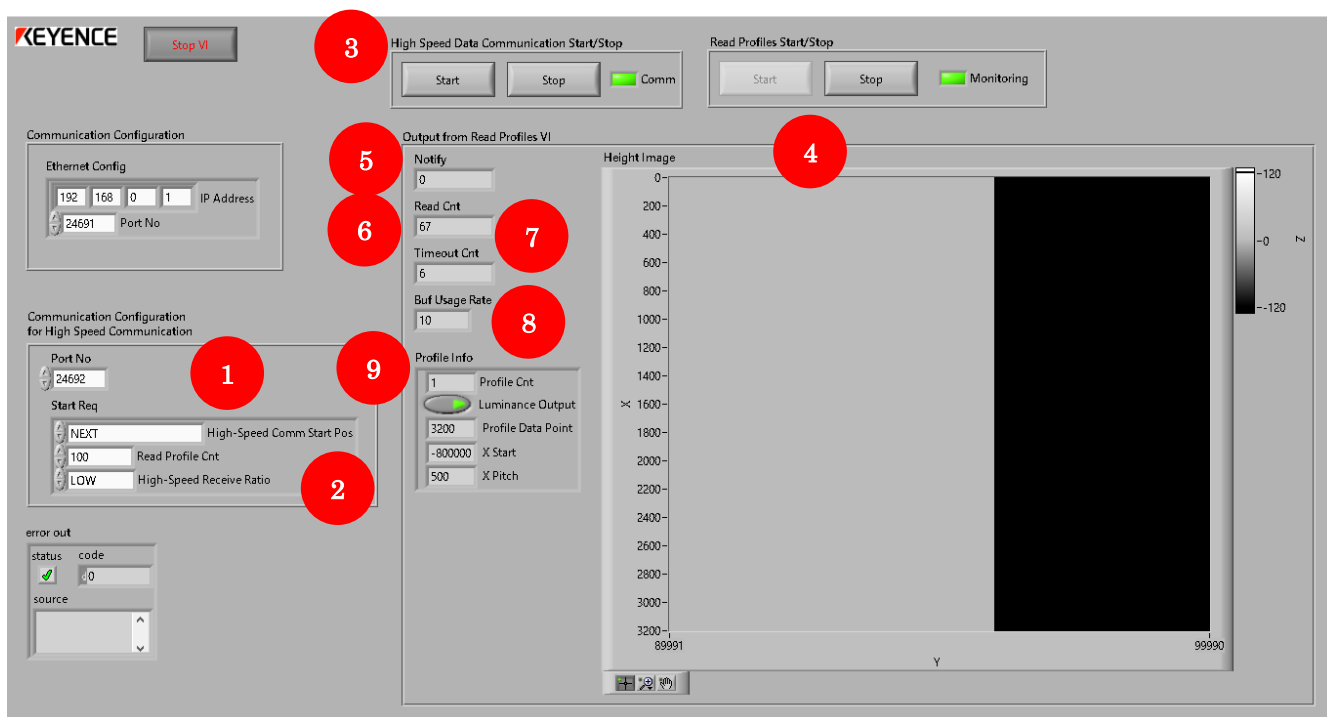 KEYENCE
Stop VI
3
High Speed Data Communication Start/Stop
Start
Stop
Comm
Read Profiles Start/Stop
Start
Stop
Monitoring
Communication Configuration
Ethernet Config
192 168 0 1 IP Address
24691 Port No
Communication Configuration
for High Speed Communication
Port No
24692
1
Start Req
NEXT High-Speed Comm Start Pos
100 Read Profile Cnt
LOW High-Speed Receive Ratio
2
error out
status code
0
source
Output from Read Profiles VI
5
Notify
0
6
Read Cnt
67
7
Timeout Cnt
6
Buf Usage Rate
10
8
9
Profile Info
1 Profile Cnt
Luminance Output
3200 Profile Data Point
-800000 X Start
500 X Pitch
4
Height Image
0
200
400
600
800
1000
1200
1400
X 1600
1800
2000
2200
2400
2600
2800
3000
3200
89991 99990
Y
-120
-0 Z
--120